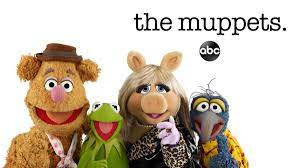 the muppets.
abc